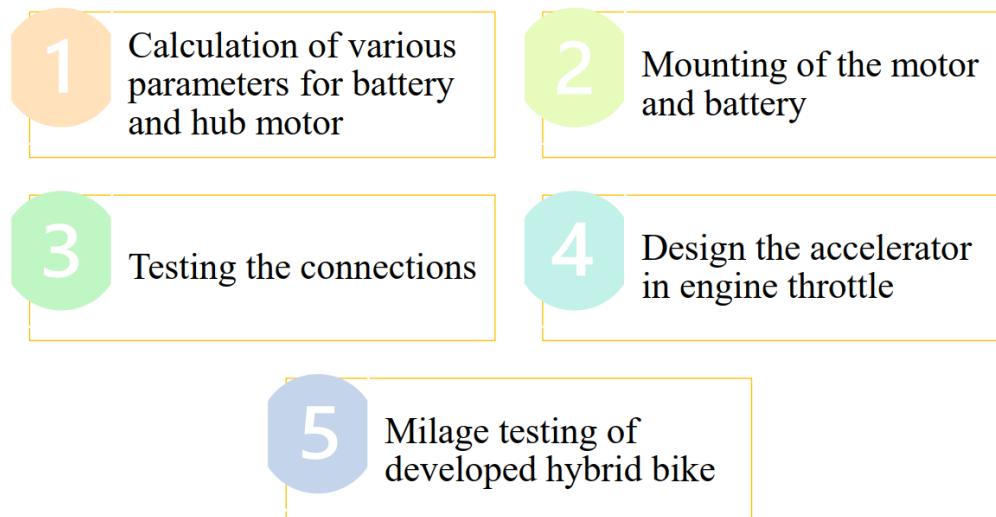 1
Calculation of various
parameters for battery
and hub motor
2
Mounting of the motor
and battery
3
Testing the connections
4
Design the accelerator
in engine throttle
5
Milage testing of
developed hybrid bike